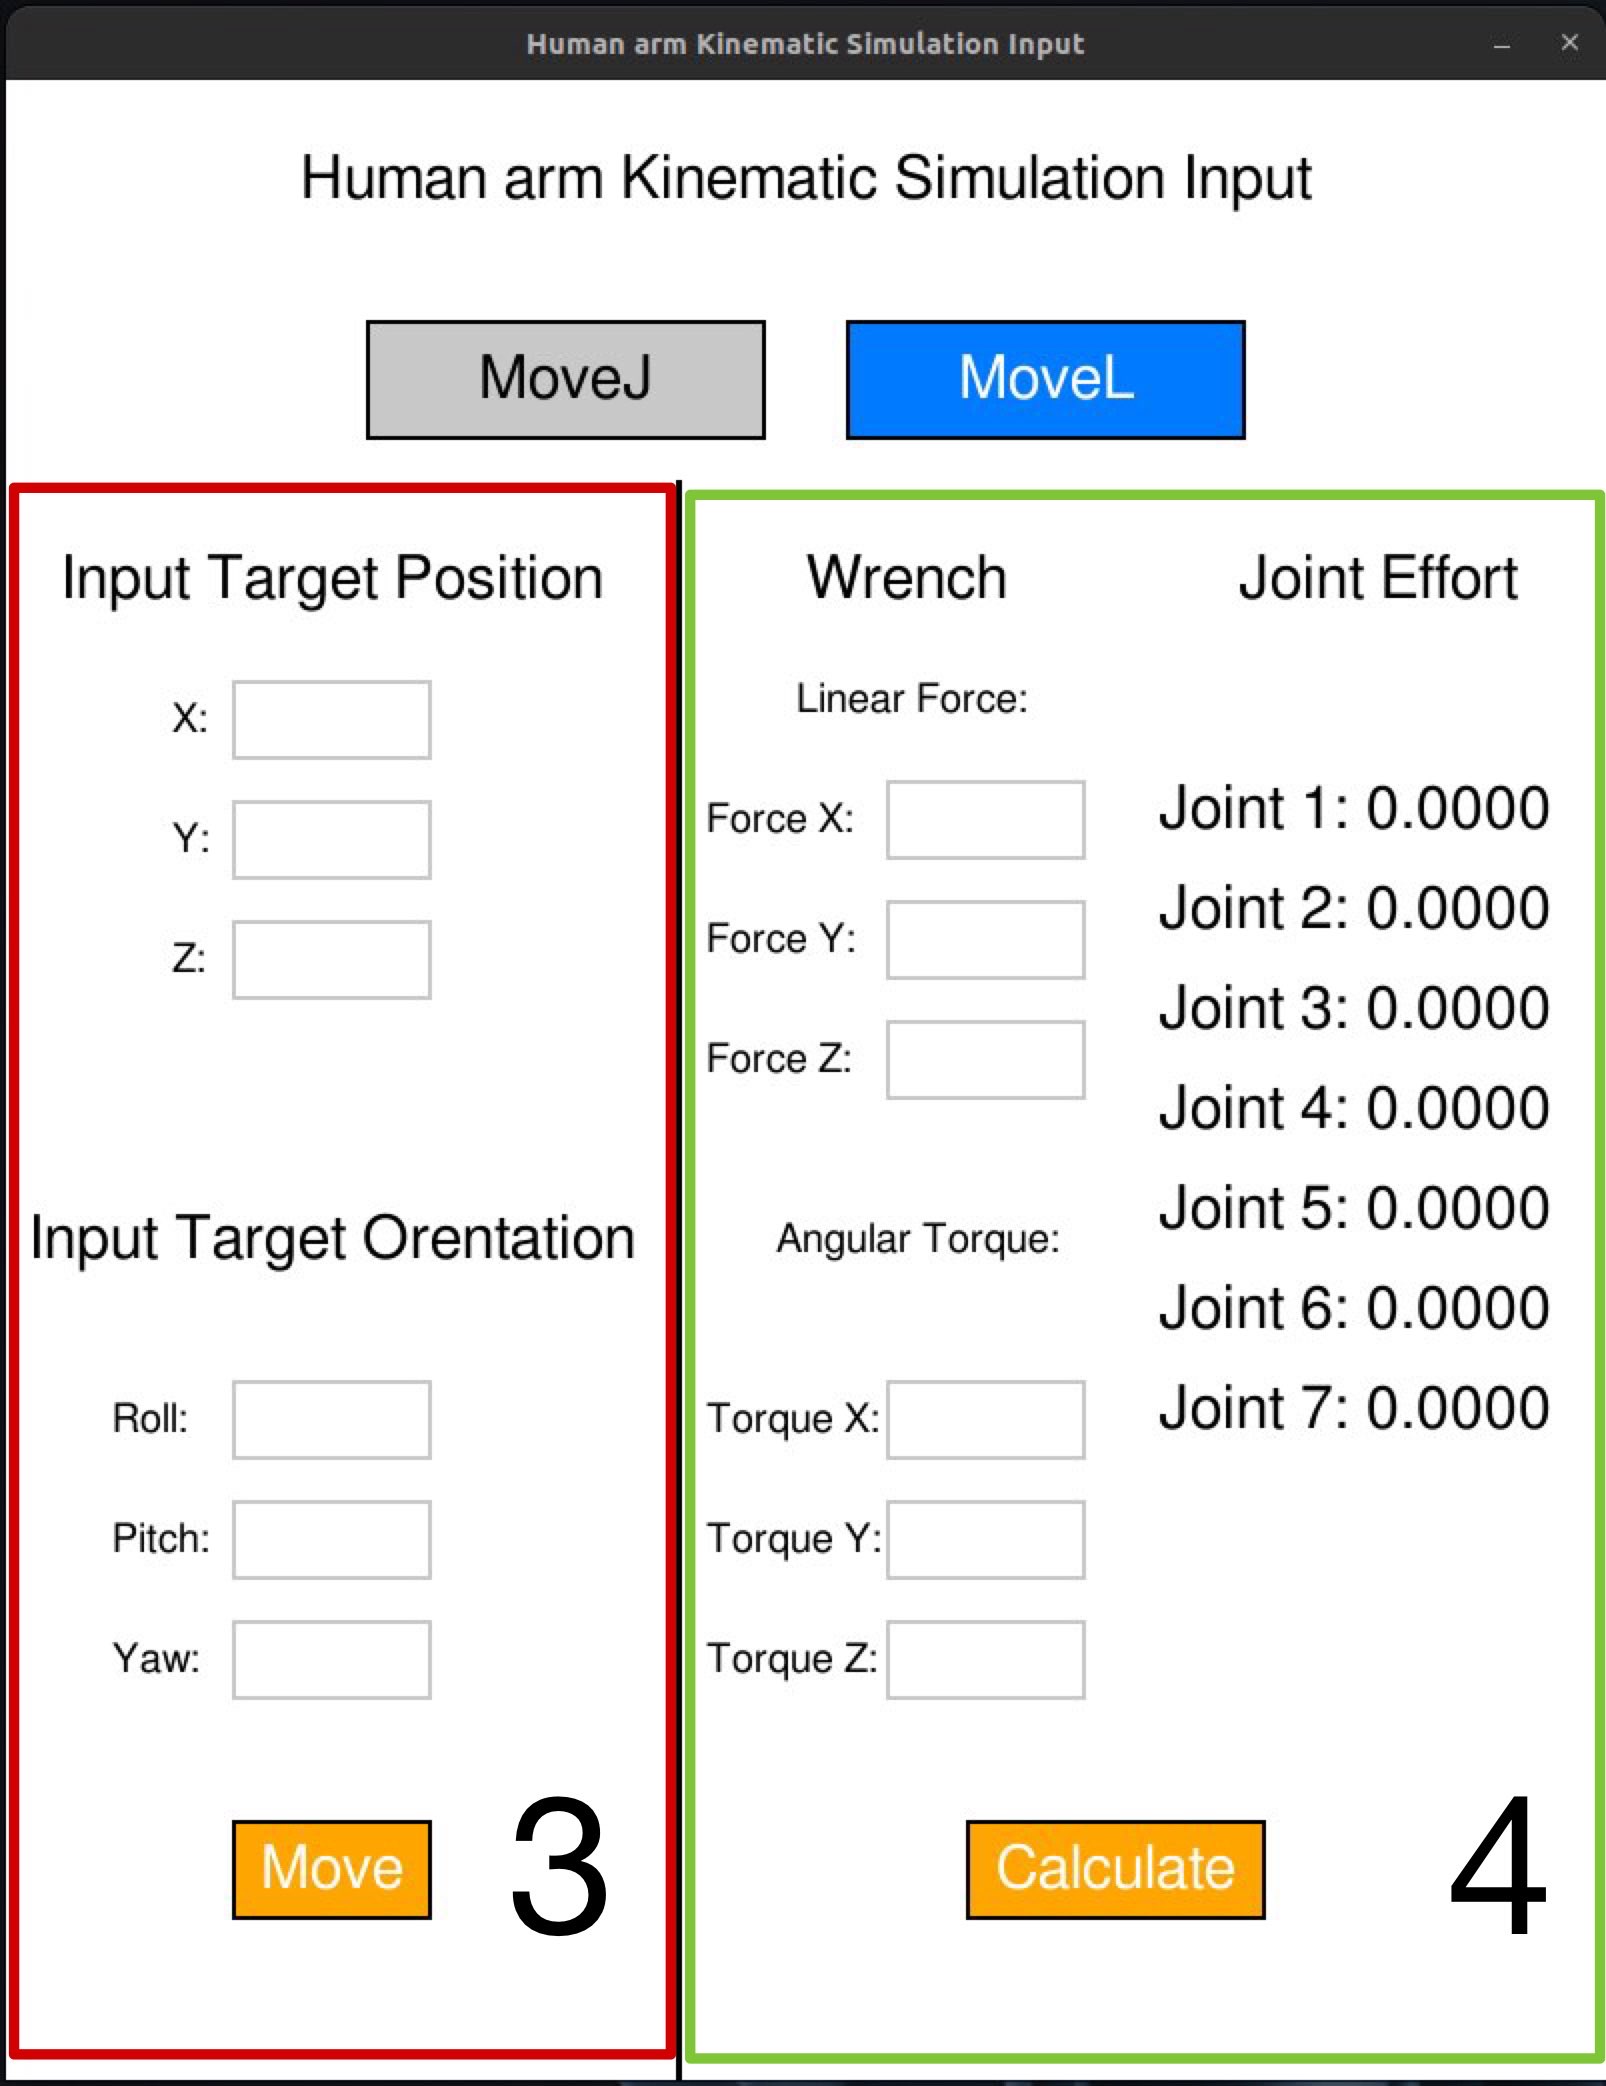 Human arm Kinematic Simulation Input
Human arm Kinematic Simulation Input
MoveJ
MoveL
Input Target Position
X:
Y:
Z:
Input Target Orentation
Roll:
Pitch:
Yaw:
Move
3
Wrench
Linear Force:
Force X:
Force Y:
Force Z:
Angular Torque:
Torque X:
Torque Y:
Torque Z:
Joint Effort
Joint 1: 0.0000
Joint 2: 0.0000
Joint 3: 0.0000
Joint 4: 0.0000
Joint 5: 0.0000
Joint 6: 0.0000
Joint 7: 0.0000
Calculate
4